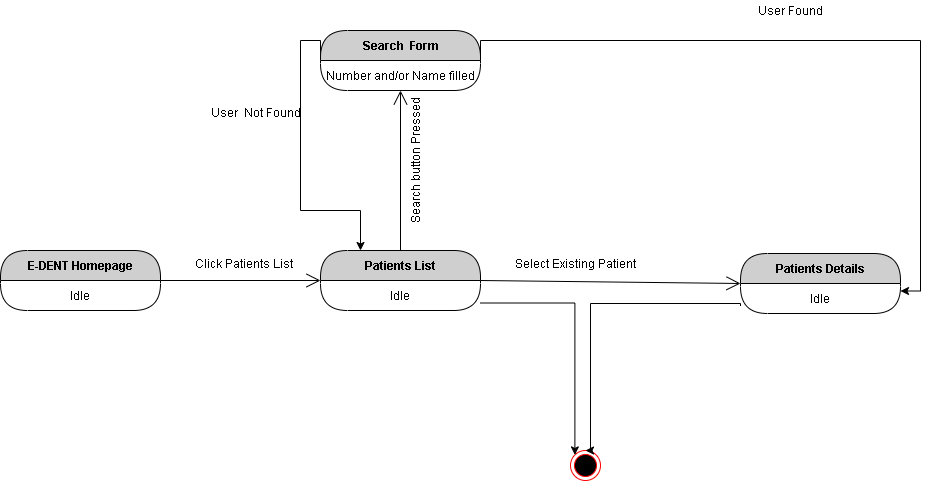 User Found
Search  Form
Number and/or Name filled
User  Not Found
Search button Pressed
E-DENT Homepage
Idle
Click Patients List
Patients List
Idle
Select Existing Patient
Patients Details
Idle